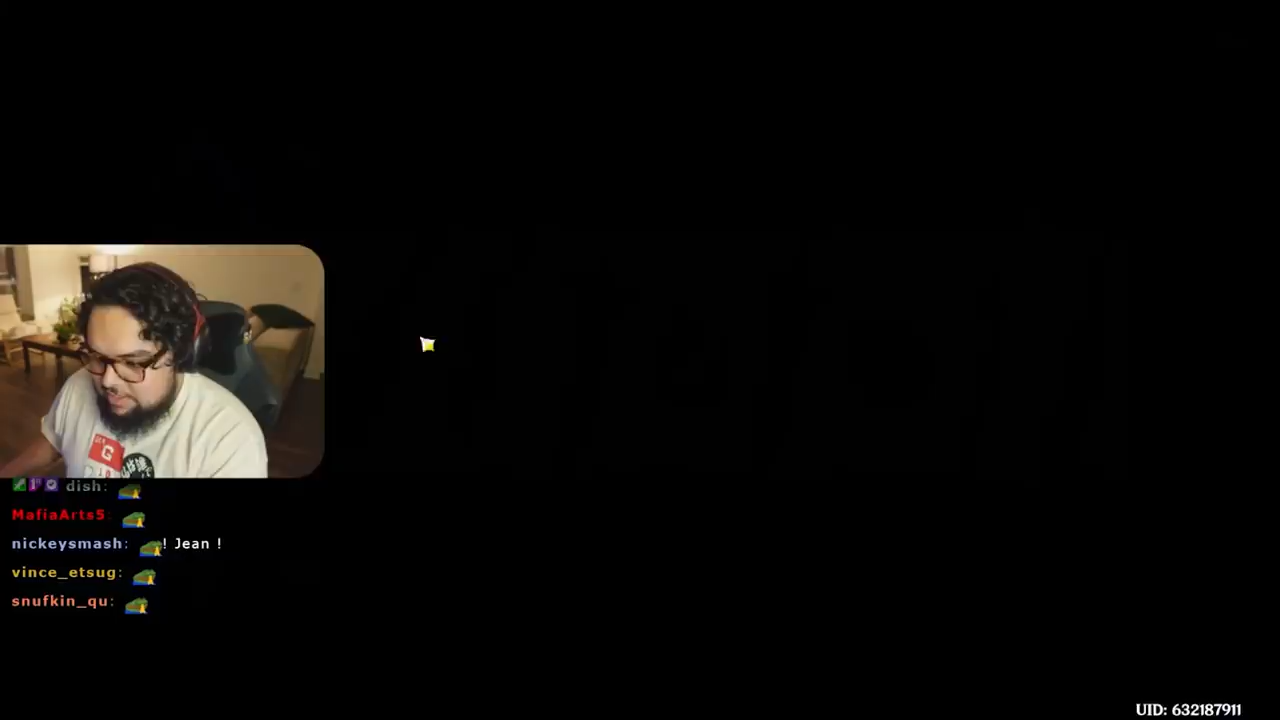 dish:
MafiaArts5
nickeysmash: ! Jean !
vince_etsug:
snufkin_qu:
G
UID: 632187911